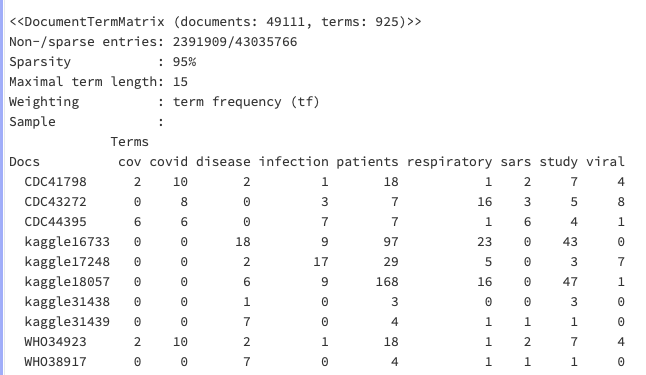 <<DocumentTermMatrix (documents: 49111, terms: 925)>>
Non-/sparse entries: 2391909/43035766
Sparsity           : 95%
Maximal term length: 15
Weighting          : term frequency (tf)
Sample             :
             Terms
Docs          cov covid disease infection patients respiratory sars study viral
  CDC41798      2    10       2         1       18           1    2     7     4
  CDC43272      0     8       0         3        7          16    3     5     8
  CDC44395      6     6       0         7        7           1    6     4     1
  kaggle16733   0     0      18         9       97          23    0    43     0
  kaggle17248   0     0       2        17       29           5    0     3     7
  kaggle18057   0     0       6         9      168          16    0    47     1
  kaggle31438   0     0       1         0        3           0    0     3     0
  kaggle31439   0     0       7         0        4           1    1     1     0
  WHO34923      2    10       2         1       18           1    2     7     4
  WHO38917      0     0       7         0        4           1    1     1     0